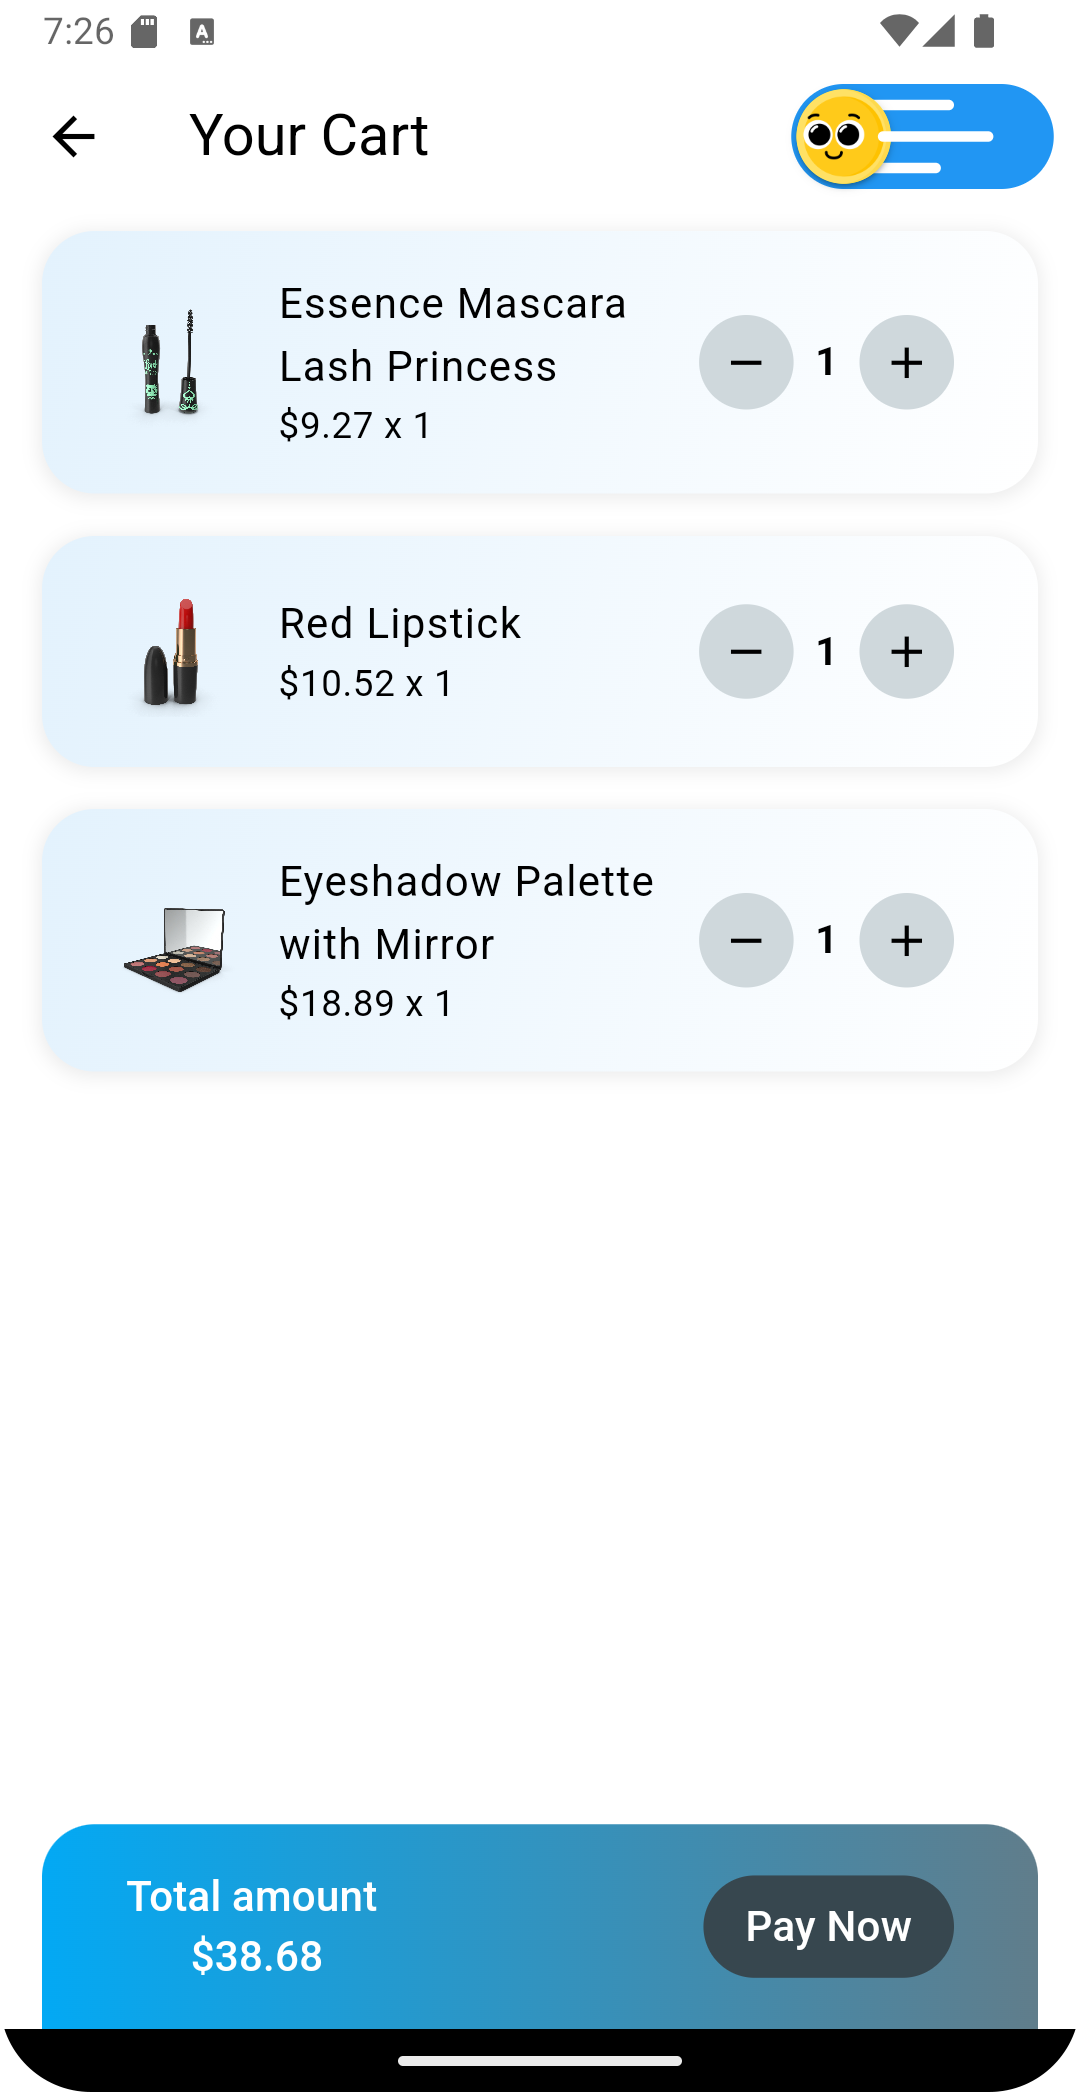 7:26
Your Cart
Essence Mascara
Lash Princess
$9.27 x 1
1
Red Lipstick
$10.52 x 1
1
Eyeshadow Palette
with Mirror
$18.89 x 1
1
Total amount
$38.68
Pay Now